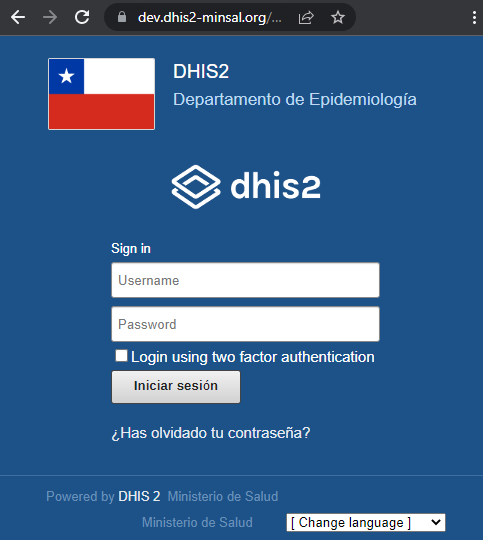 dev.dhis2-minsal.org/...
DHIS2
Departamento de Epidemiología
dhis2
Sign in
Username
Password
Login using two factor authentication
Iniciar sesión
¿Has olvidado tu contraseña?
Powered by DHIS 2 Ministerio de Salud
Ministerio de Salud [ Change language ]